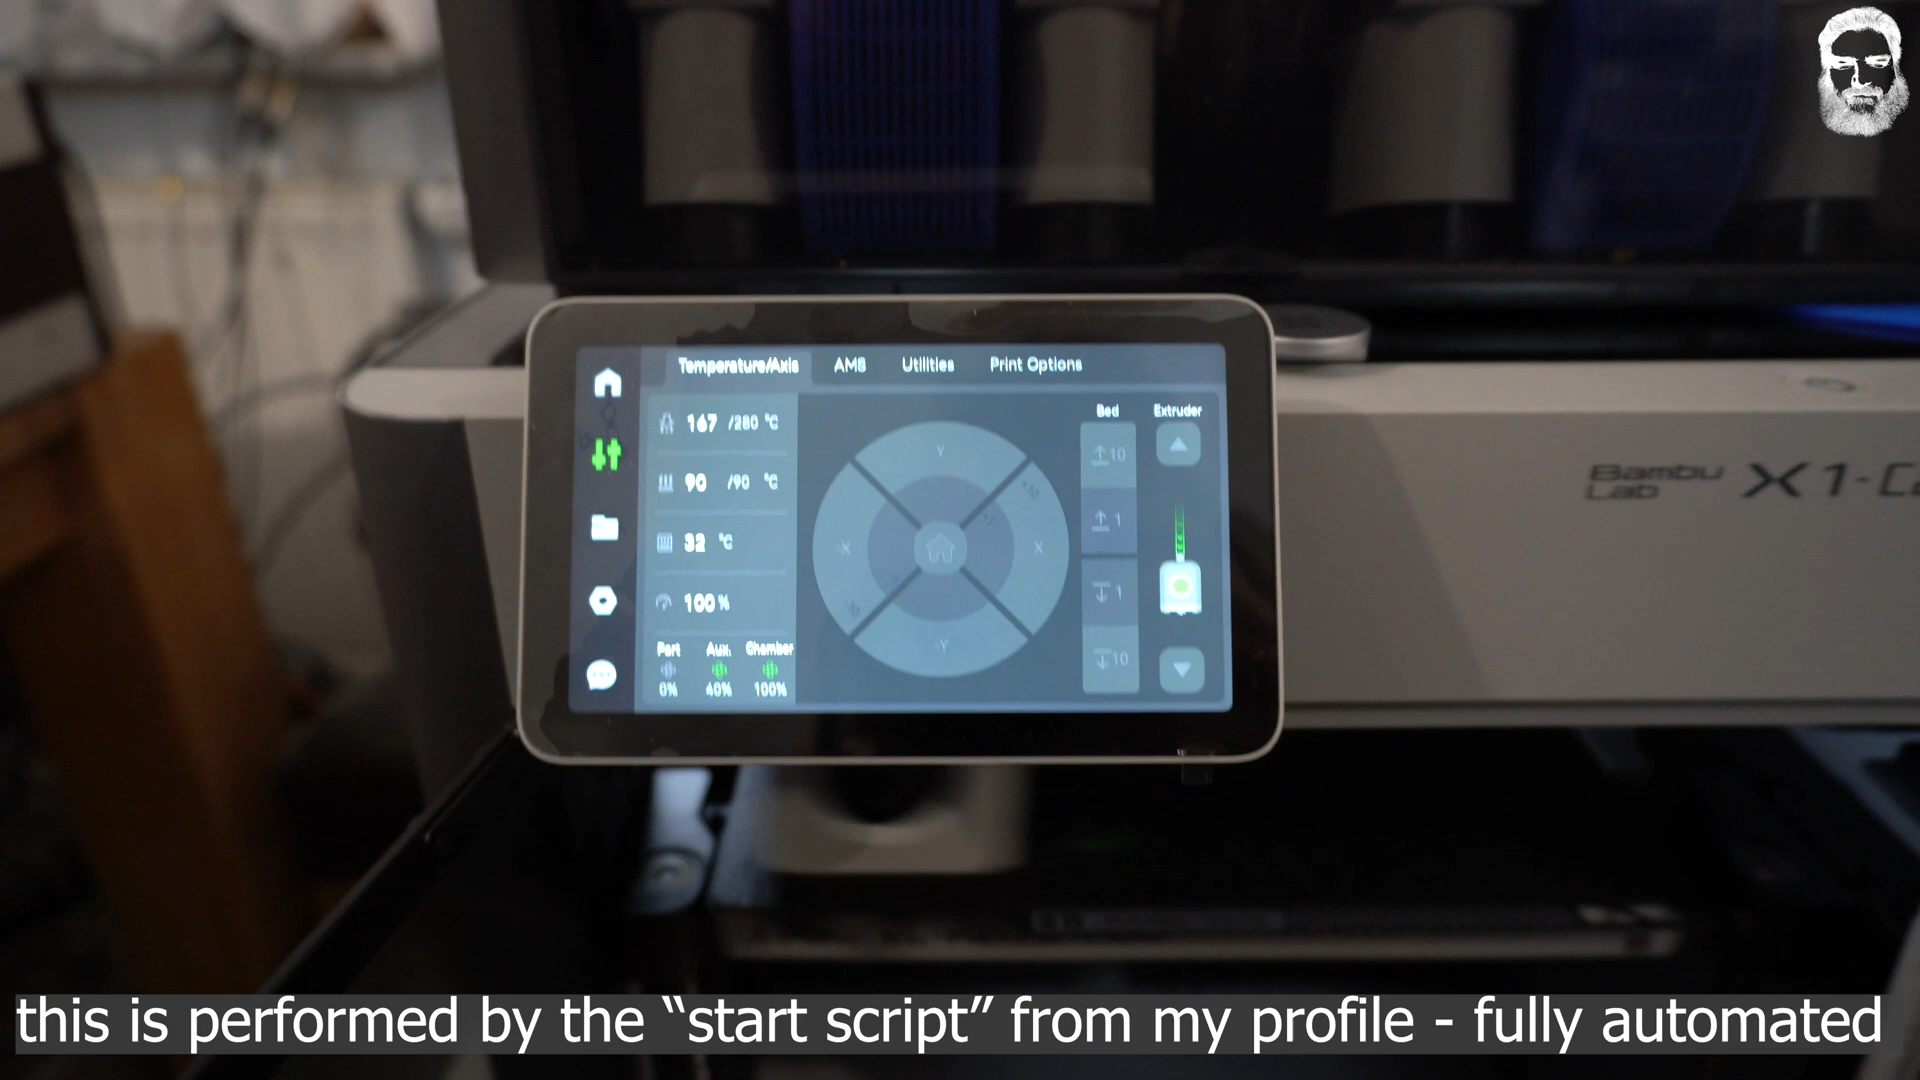 Temperature/Axis AMS Utilities Print Options
167 /280 °C
90 /90 °C
32 °C
100 %
Part Aux. Chamber
0% 40% 100%
Y
X
-Y
-X
Bed Extruder
10
1
1
10
Bambu Lab X1-Ca
this is performed by the “start script” from my profile - fully automated